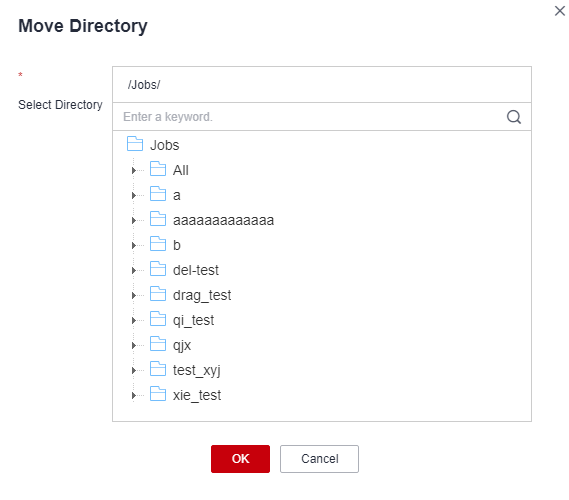 Move Directory
*
Select Directory
/Jobs/
Enter a keyword.
Jobs
All
a
aaaaaaaaaaaaa
b
del-test
drag_test
qi_test
qjx
test_xyj
xie_test
OK Cancel